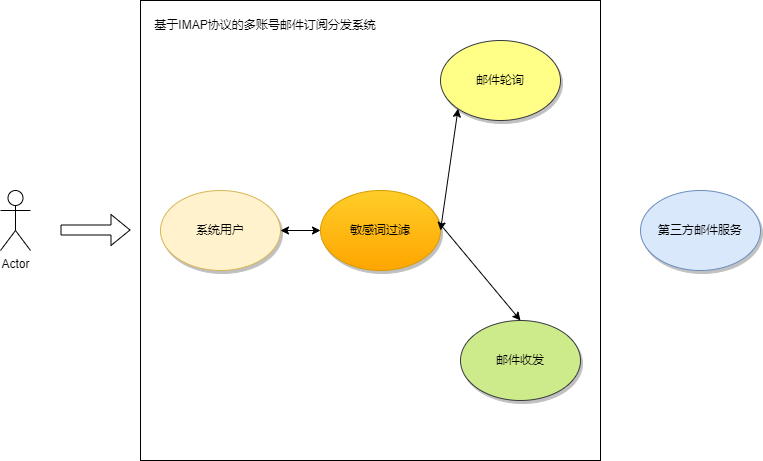 基于IMAP协议的多账号邮件订阅分发系统
邮件轮询
系统用户
敏感词过滤
第三方邮件服务
Actor
邮件收发